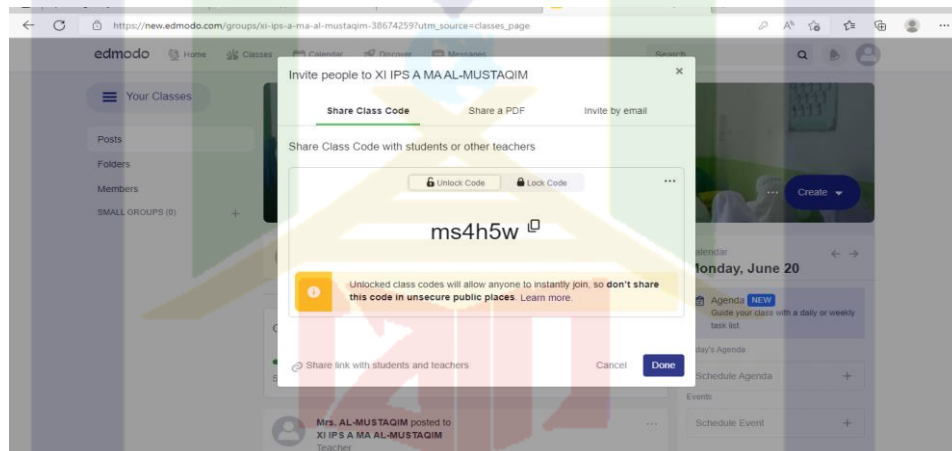 https://new.edmodo.com/groups/xi-ips-a-ma-al-mustaqim-38674259?utm_source=classes_page
edmodo Home Classes Calendar Discover Messages Search
Invite people to XI IPS A MA AL-MUSTAQIM
Your Classes
Share Class Code Share a PDF Invite by email
Posts
Share Class Code with students or other teachers
Folders
Members
Unlock Code Lock Code
Create
SMALL GROUPS (0)
ms4h5w
Monday, June 20
Unlocked class codes will allow anyone to instantly join, so don't share
this code in unsecure public places. Learn more.
Agenda NEW
Guide your class with a daily or weekly
task list
Share link with students and teachers Cancel Done
Schedule Agenda
Events
Schedule Event
Mrs. AL-MUSTAQIM posted to
XI IPS A MA AL-MUSTAQIM
Teacher